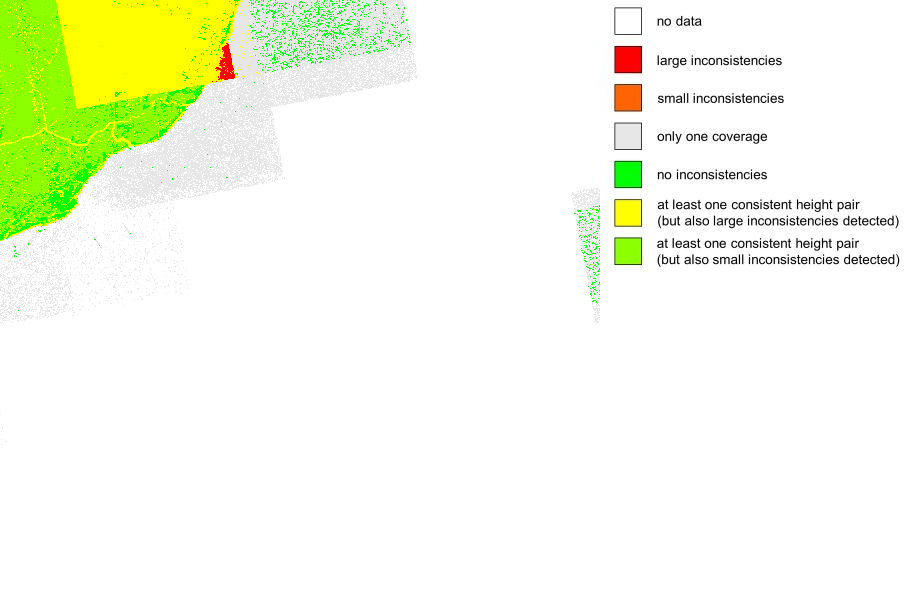 no data
large inconsistencies
small inconsistencies
only one coverage
no inconsistencies
at least one consistent height pair
(but also large inconsistencies detected)
at least one consistent height pair
(but also small inconsistencies detected)